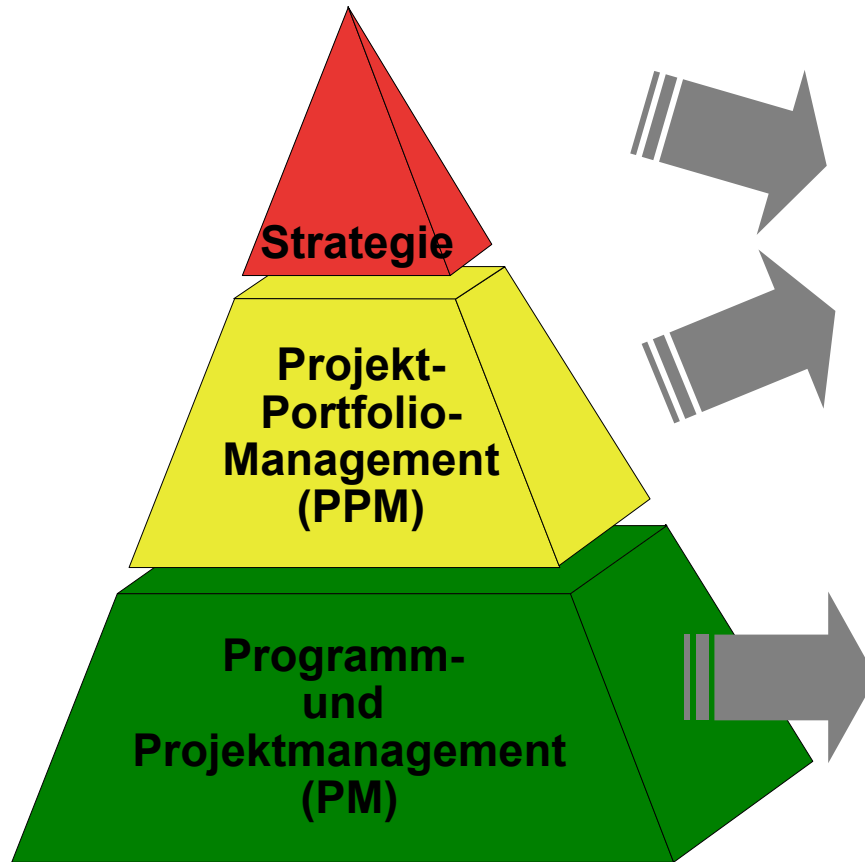 Strategie
Projekt-
Portfolio-
Management
(PPM)
Programm-
und
Projektmanagement
(PM)